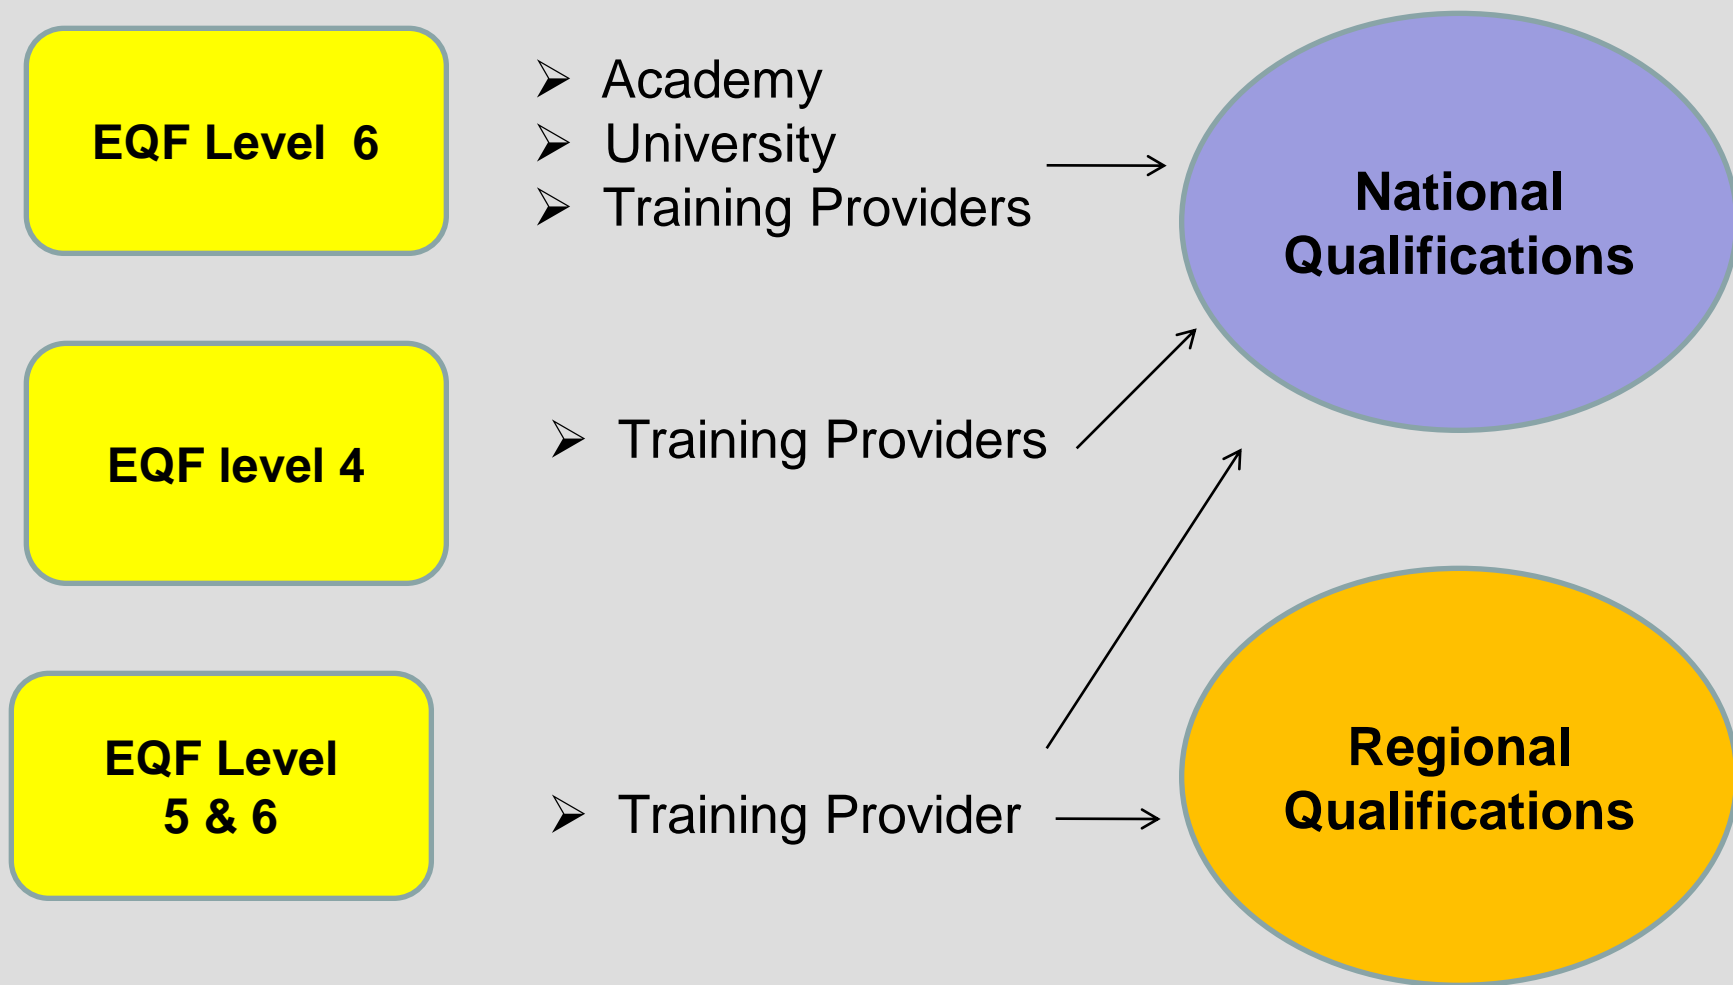 EQF Level  6
➢ Academy
➢ University
➢ Training Providers
National
Qualifications
EQF level 4
➢ Training Providers
EQF Level
5 & 6
➢ Training Provider
Regional
Qualifications